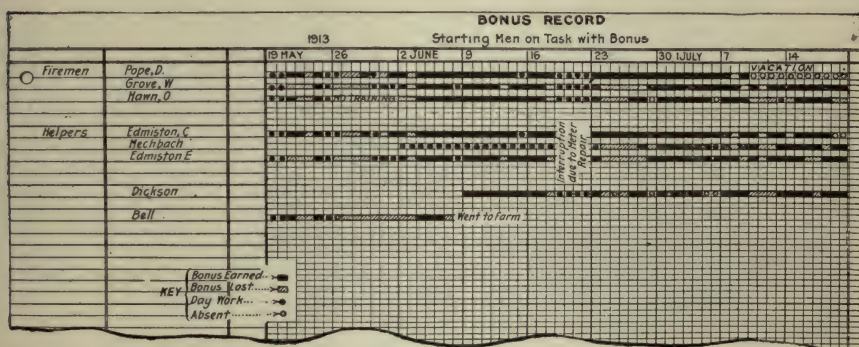 BONUS RECORD
1913 Starting Men on Task with Bonus
19 MAY 26 2 JUNE 9 16 23 30 1 JULY 7 14
Firemen Pope, D. VACATION
Grove, W
Hawn, O NO TRAINING
Helpers Edmiston, C
Mechbach
Edmiston E
Interruption
due to Meter
Repair
Dickson
Bell Went to Farm
KEY
Bonus Earned
Bonus Lost
Day Work
Absent